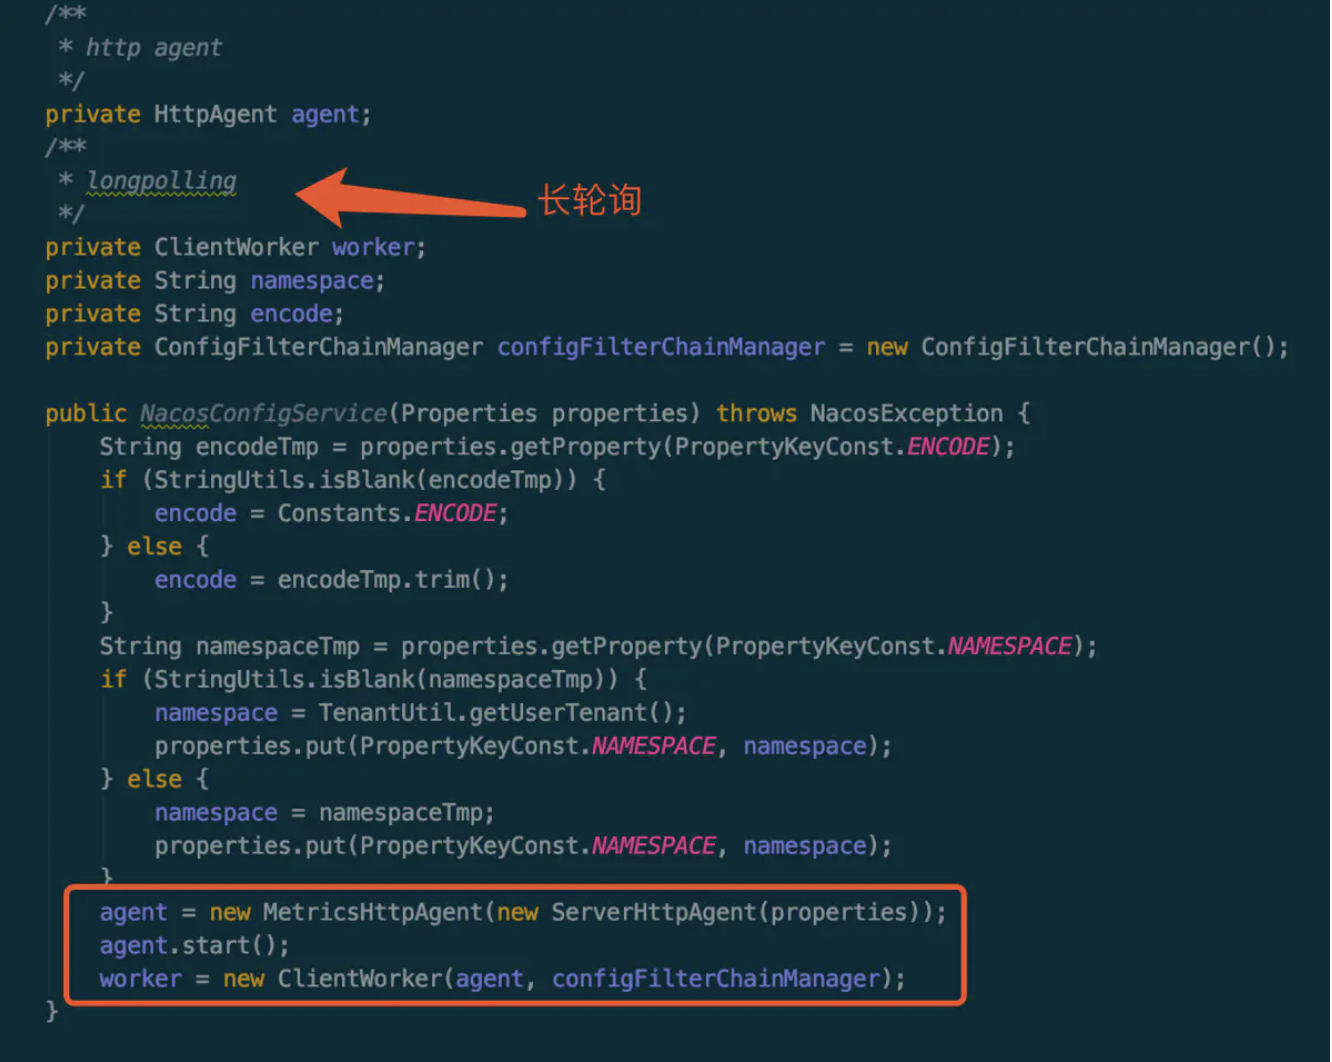 /**
 * http agent
 */
private HttpAgent agent;
/**
 * longpolling
长轮询
 */
private ClientWorker worker;
private String namespace;
private String encode;
private ConfigFilterChainManager configFilterChainManager = new ConfigFilterChainManager();
public NacosConfigService(Properties properties) throws NacosException {
    String encodeTmp = properties.getProperty(PropertyKeyConst.ENCODE);
    if (StringUtils.isBlank(encodeTmp)) {
        encode = Constants.ENCODE;
    } else {
        encode = encodeTmp.trim();
    }
    String namespaceTmp = properties.getProperty(PropertyKeyConst.NAMESPACE);
    if (StringUtils.isBlank(namespaceTmp)) {
        namespace = TenantUtil.getUserTenant();
        properties.put(PropertyKeyConst.NAMESPACE, namespace);
    } else {
        namespace = namespaceTmp;
        properties.put(PropertyKeyConst.NAMESPACE, namespace);
    }
    agent = new MetricsHttpAgent(new ServerHttpAgent(properties));
    agent.start();
    worker = new ClientWorker(agent, configFilterChainManager);
}